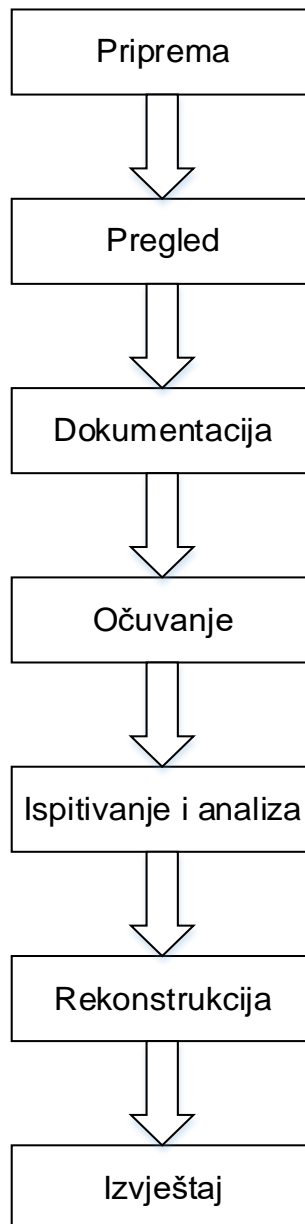 Priprema
Pregled
Dokumentacija
Očuvanje
Ispitivanje i analiza
Rekonstrukcija
Izvještaj